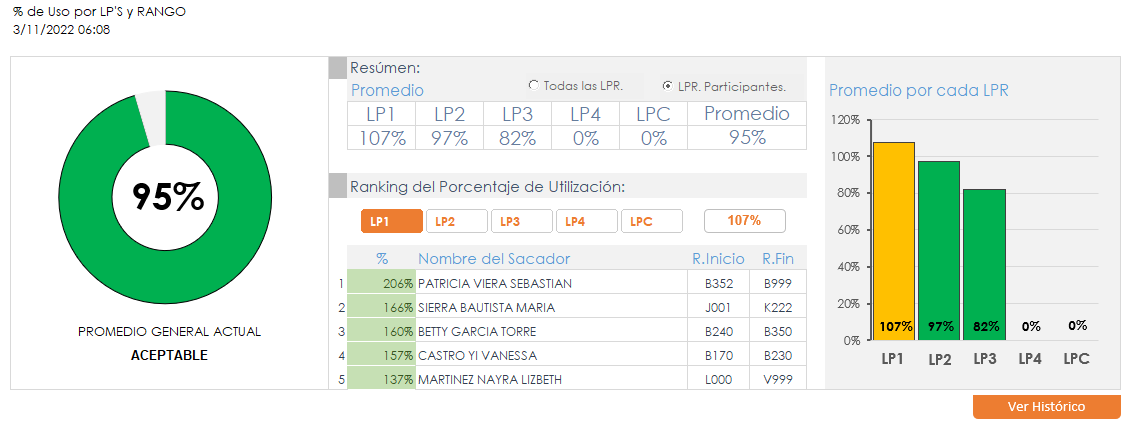 % de Uso por LP'S y RANGO
3/11/2022 06:08
95%
PROMEDIO GENERAL ACTUAL
ACEPTABLE
Resúmen:
Promedio
Todas las LPR.
LPR. Participantes.
LP1 LP2 LP3 LP4 LPC Promedio
107% 97% 82% 0% 0% 95%
Ranking del Porcentaje de Utilización:
LP1 LP2 LP3 LP4 LPC 107%
% Nombre del Sacador R.Inicio R.Fin
1 206% PATRICIA VIERA SEBASTIAN B352 B999
2 166% SIERRA BAUTISTA MARIA J001 K222
3 160% BETTY GARCIA TORRE B240 B350
4 157% CASTRO YI VANESSA B170 B230
5 137% MARTINEZ NAYRA LIZBETH L000 V999
Promedio por cada LPR
120%
100%
80%
60%
40%
20%
0%
107% 97% 82% 0% 0%
LP1 LP2 LP3 LP4 LPC
Ver Histórico